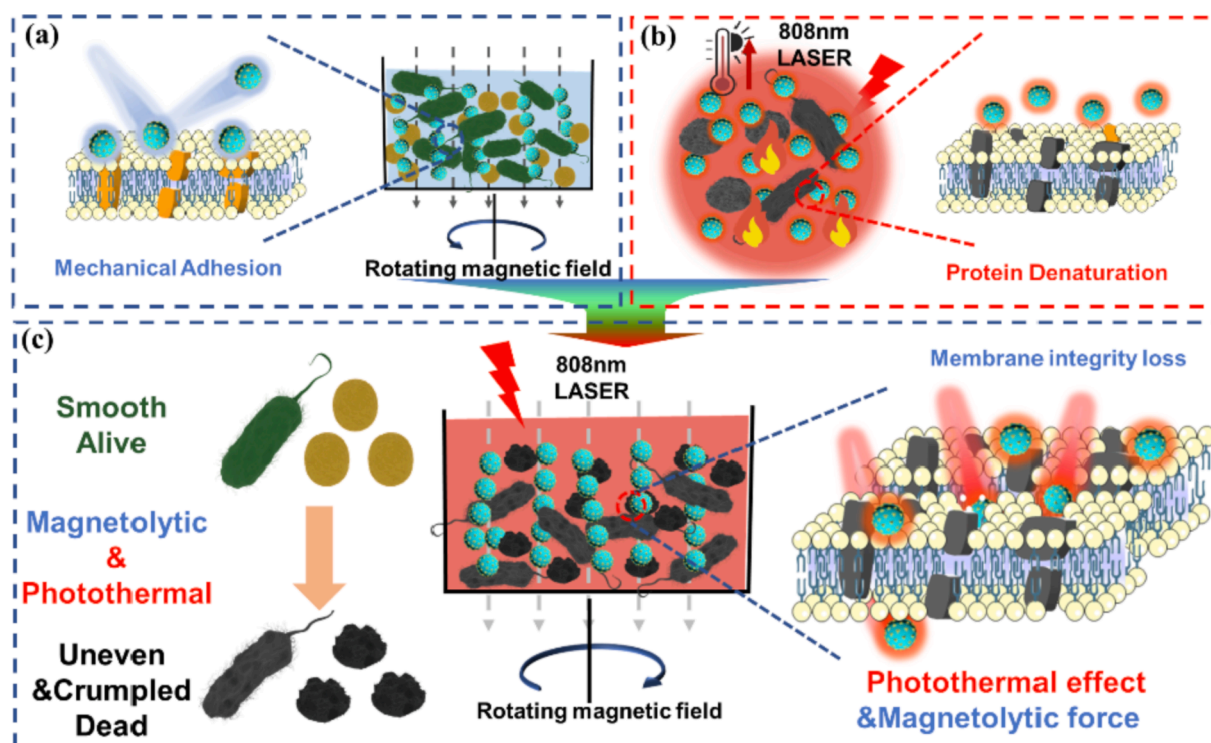 (a)
Mechanical Adhesion
Rotating magnetic field
(b)
808nm
LASER
Protein Denaturation
(c)
Smooth
Alive
Magnetolytic
&
Photothermal
Uneven
&Crumpled
Dead
808nm
LASER
Rotating magnetic field
Membrane integrity loss
Photothermal effect
&Magnetolytic force